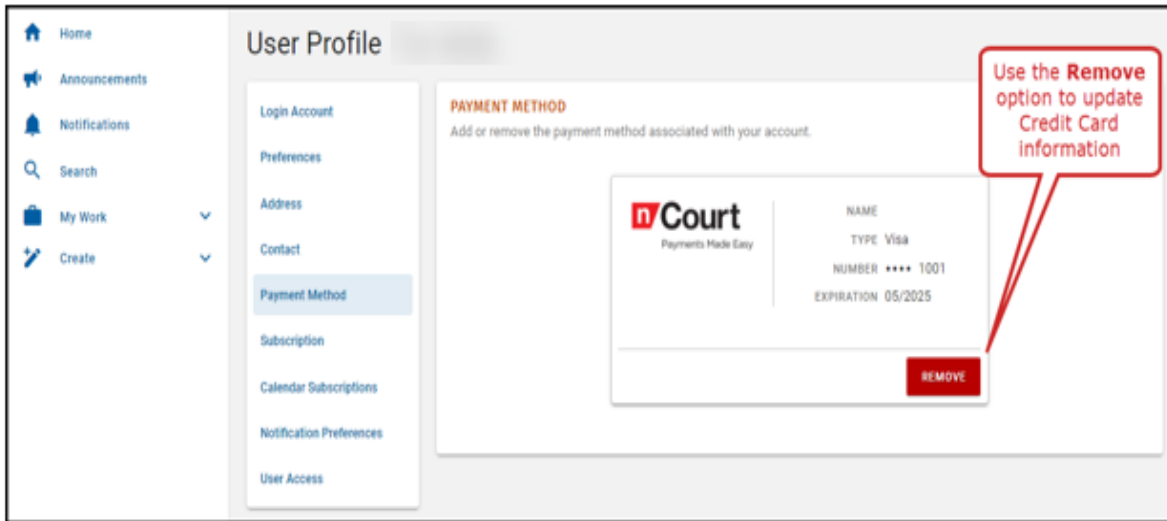 Home
Announcements
Notifications
Search
My Work
Create
User Profile
Login Account
Preferences
Address
Contact
Payment Method
Subscription
Calendar Subscriptions
Notification Preferences
User Access
PAYMENT METHOD
Add or remove the payment method associated with your account.
nCourt
Payments Made Easy
NAME
TYPE Visa
NUMBER •••• 1001
EXPIRATION 05/2025
REMOVE
Use the Remove
option to update
Credit Card
information